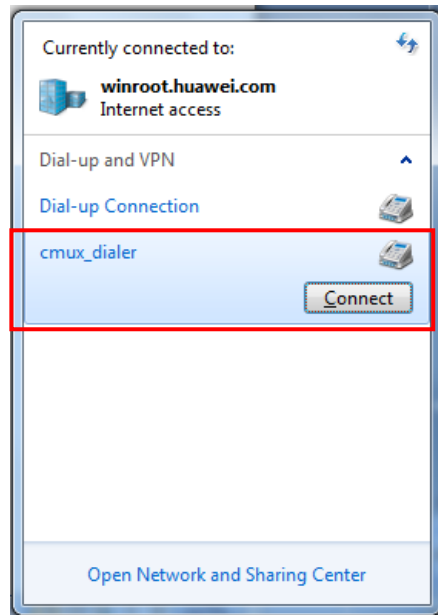 Currently connected to:
winroot.huawei.com
Internet access
Dial-up and VPN
Dial-up Connection
cmux_dialer
Connect
Open Network and Sharing Center